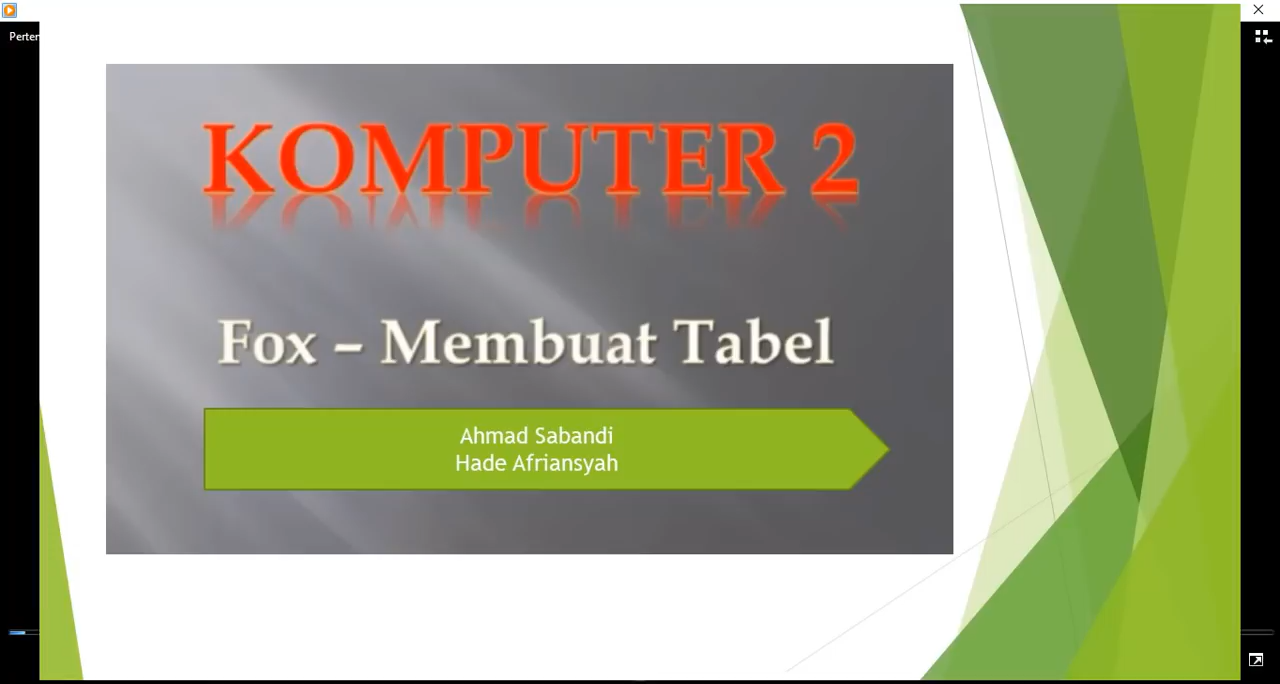 Perter
KOMPUTER 2
Fox – Membuat Tabel
Ahmad Sabandi
Hade Afriansyah